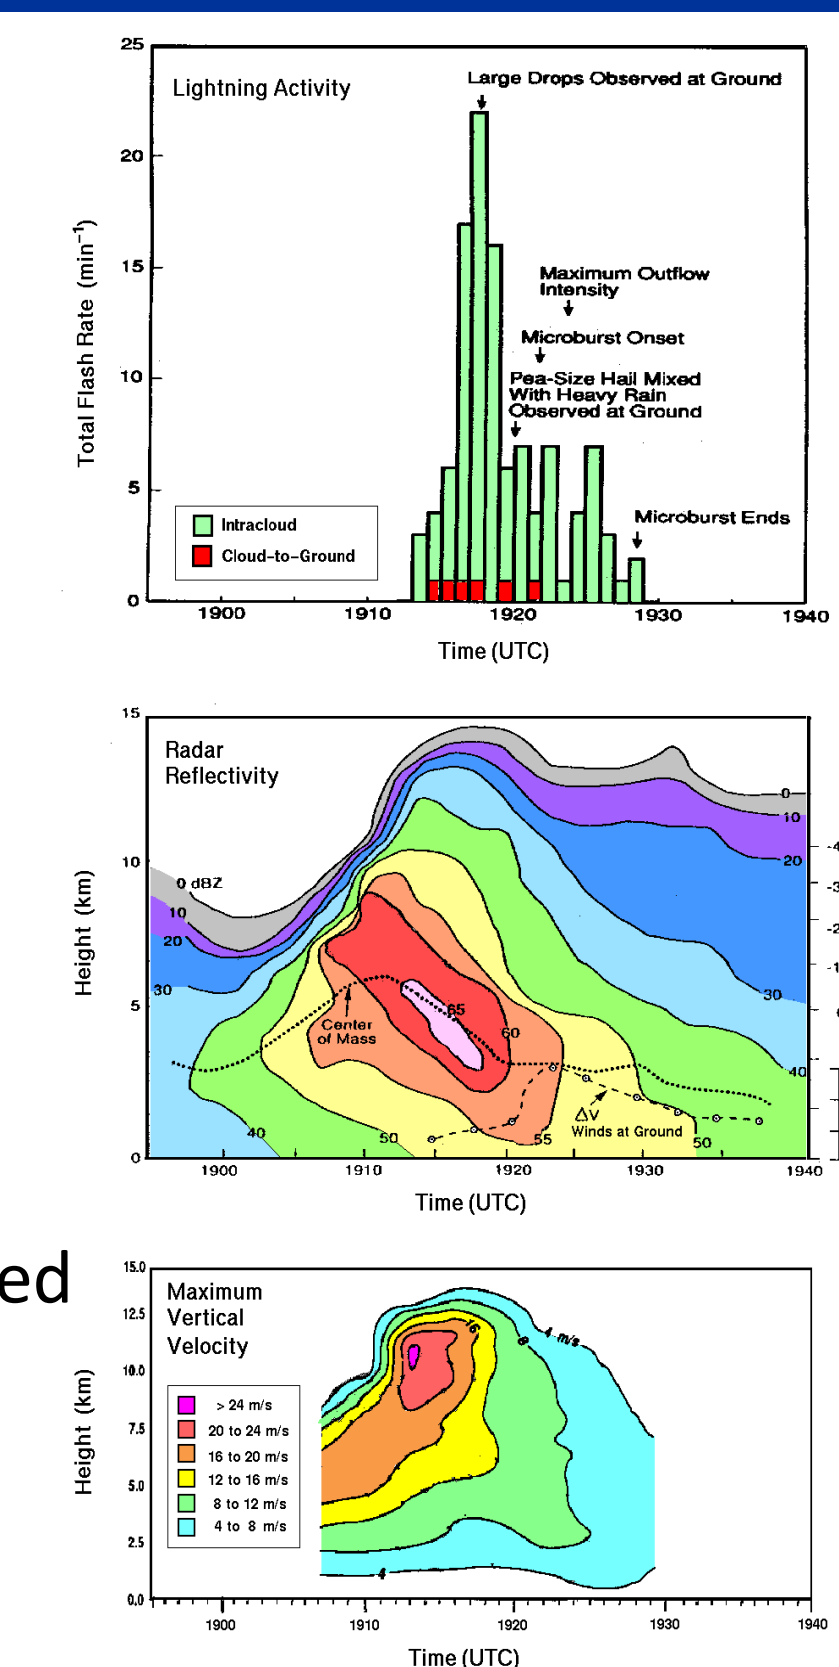 25
Lightning Activity
Large Drops Observed at Ground
20
Total Flash Rate (min⁻¹)
15
Maximum Outflow
Intensity
Microburst Onset
10
Pea-Size Hail Mixed
With Heavy Rain
Observed at Ground
5
Intracloud
Cloud-to-Ground
Microburst Ends
0
1900
1910
1920
1930
1940
Time (UTC)
15
Radar
Reflectivity
0
10
20
-4
10
Height (km)
0 dBZ
10
20
30
-3
-2
-1
30
5
Center
of Mass
65
60
40
ΔV
Winds at Ground
40
50
55
50
0
1900
1910
1920
1930
1940
Time (UTC)
ed
15.0
Maximum
Vertical
Velocity
12.5
16
8
4 m/s
10.0
Height (km)
> 24 m/s
20 to 24 m/s
16 to 20 m/s
12 to 16 m/s
8 to 12 m/s
4 to 8 m/s
7.5
5.0
2.5
4
0.0
1900
1910
1920
1930
1940
Time (UTC)